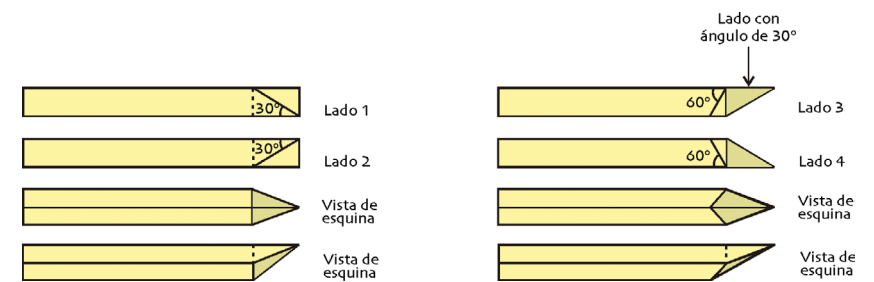 Lado con
ángulo de 30°
30°
Lado 1
30°
Lado 2
Vista de
esquina
Vista de
esquina
60°
Lado 3
60°
Lado 4
Vista de
esquina
Vista de
esquina